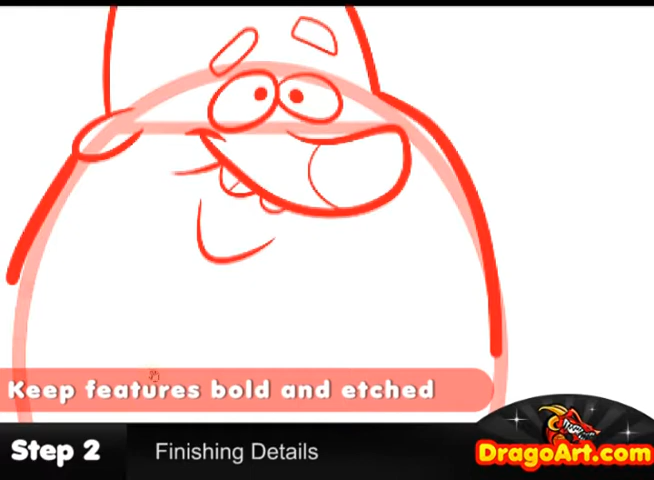 Keep features bold and etched
Step 2
Finishing Details
DragoArt.com